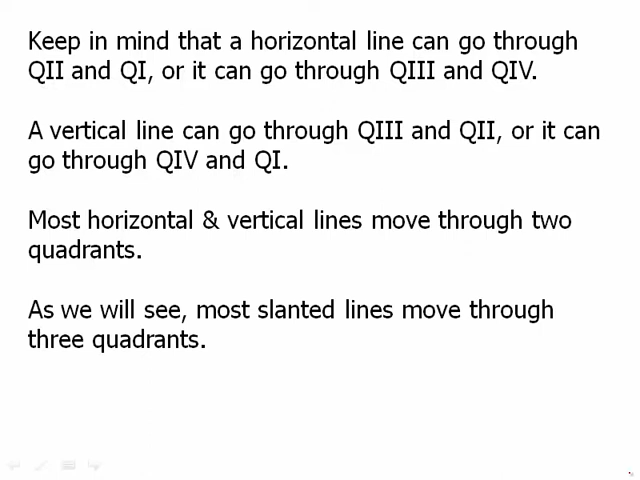 Keep in mind that a horizontal line can go through
QII and QI, or it can go through QIII and QIV.
A vertical line can go through QIII and QII, or it can
go through QIV and QI.
Most horizontal & vertical lines move through two
quadrants.
As we will see, most slanted lines move through
three quadrants.